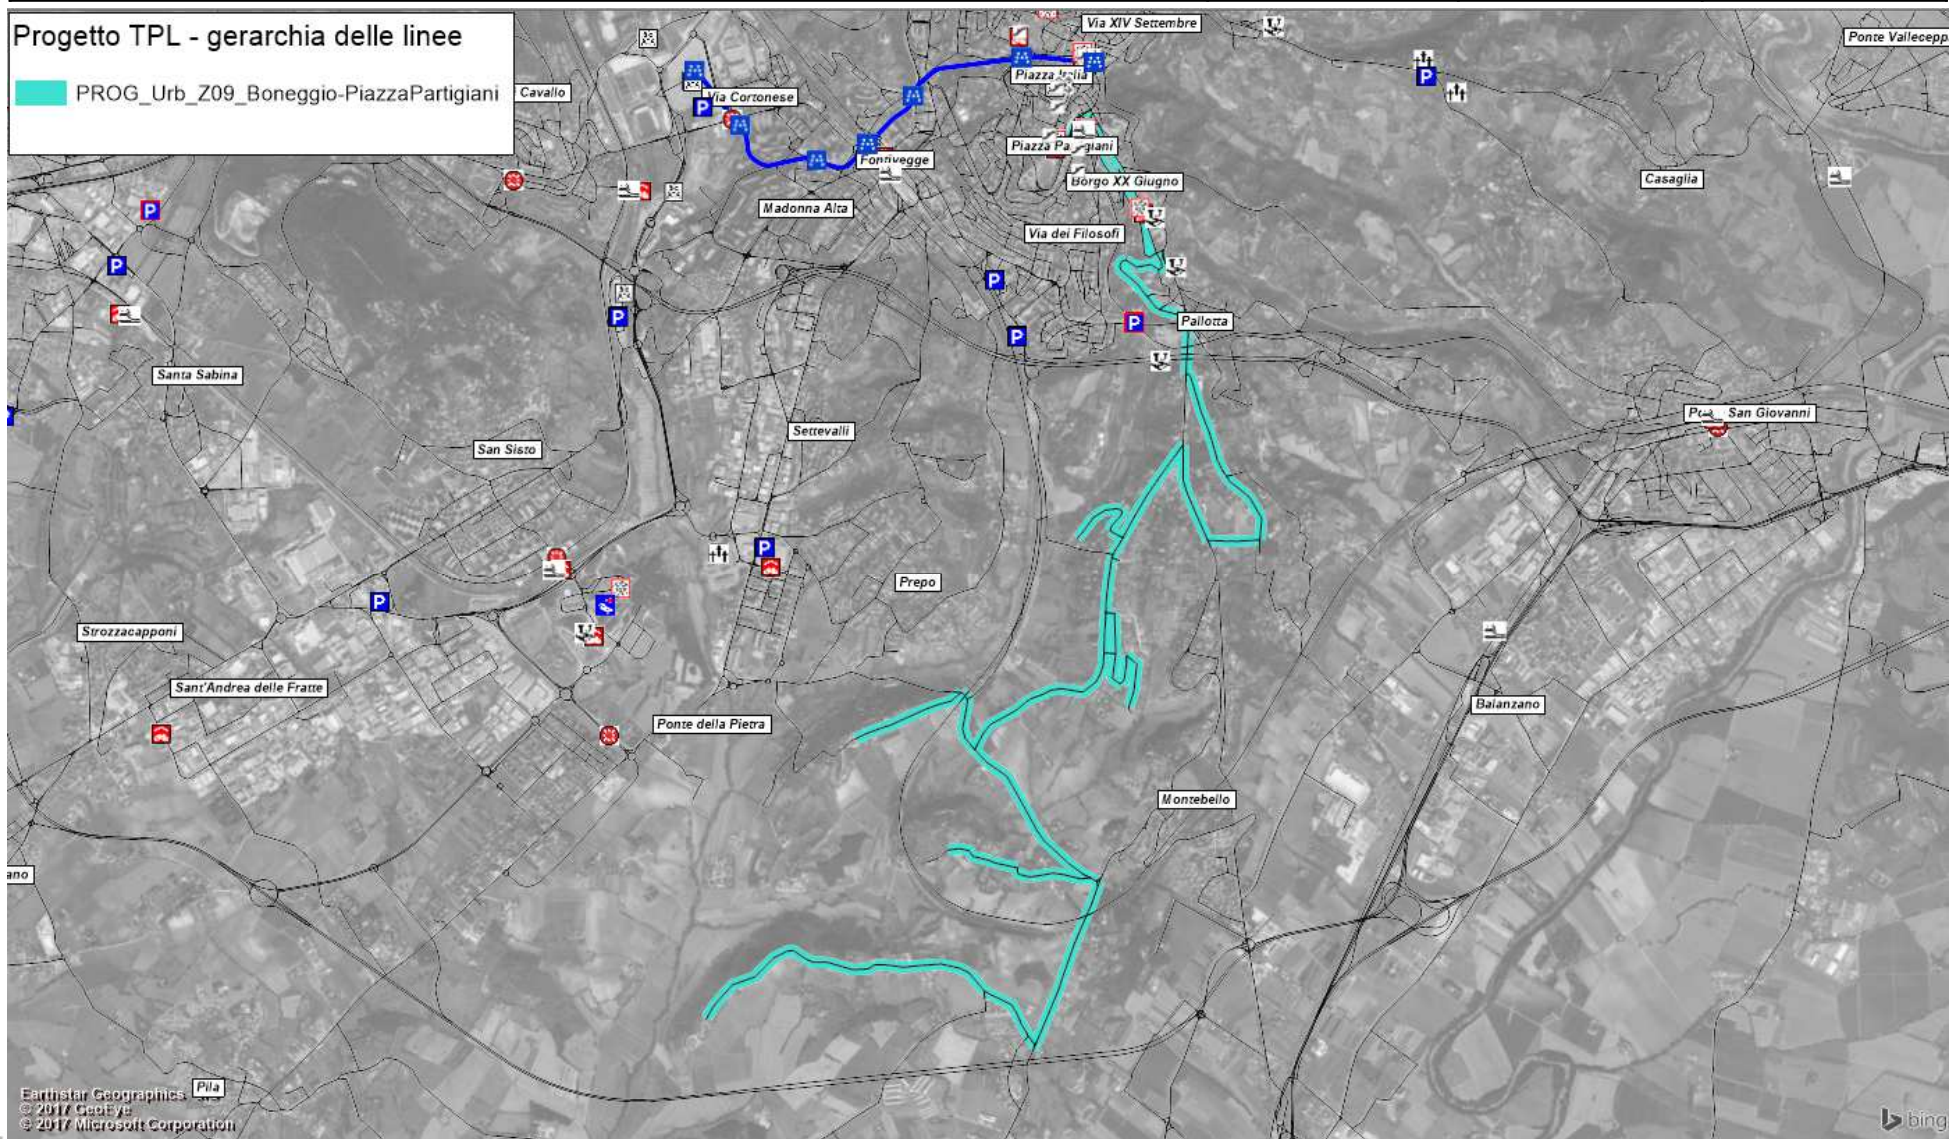 Progetto TPL - gerarchia delle linee
PROG_Urb_Z09_Boneggio-PiazzaPartigiani
Via XIV Settembre
Ponte Vallecepp
Cavallo
Via Cortonese
Piazza Italia
Piazza Partigiani
Fontivegge
Borgo XX Giugno
Casaglia
Madonna Alta
Via dei Filosofi
Pallotta
Santa Sabina
San Giovanni
Settevalli
San Sisto
Prepo
Strozzacapponi
Sant'Andrea delle Fratte
Balanzano
Ponte della Pietra
Montebello
ano
Pila
Earthstar Geographics
© 2017 GeoEye
© 2017 Microsoft Corporation
bing